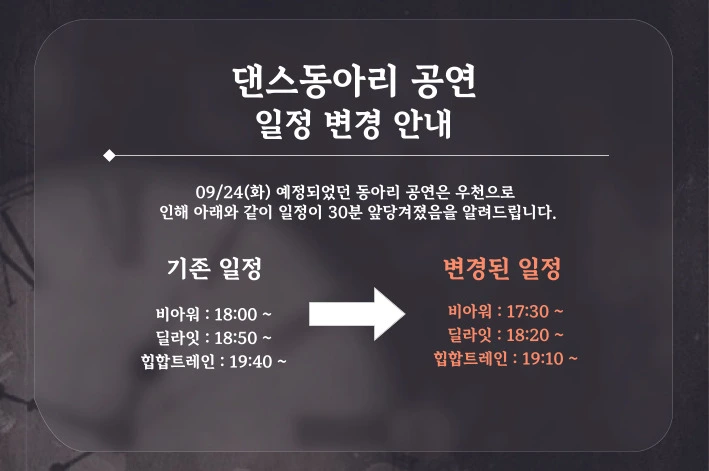 댄스동아리 공연
일정 변경 안내
09/24(화) 예정되었던 동아리 공연은 우천으로
인해 아래와 같이 일정이 30분 앞당겨졌음을 알려드립니다.
기존 일정
비아워 : 18:00 ~
딜라잇 : 18:50 ~
힙합트레인 : 19:40 ~
변경된 일정
비아워 : 17:30 ~
딜라잇 : 18:20 ~
힙합트레인 : 19:10 ~